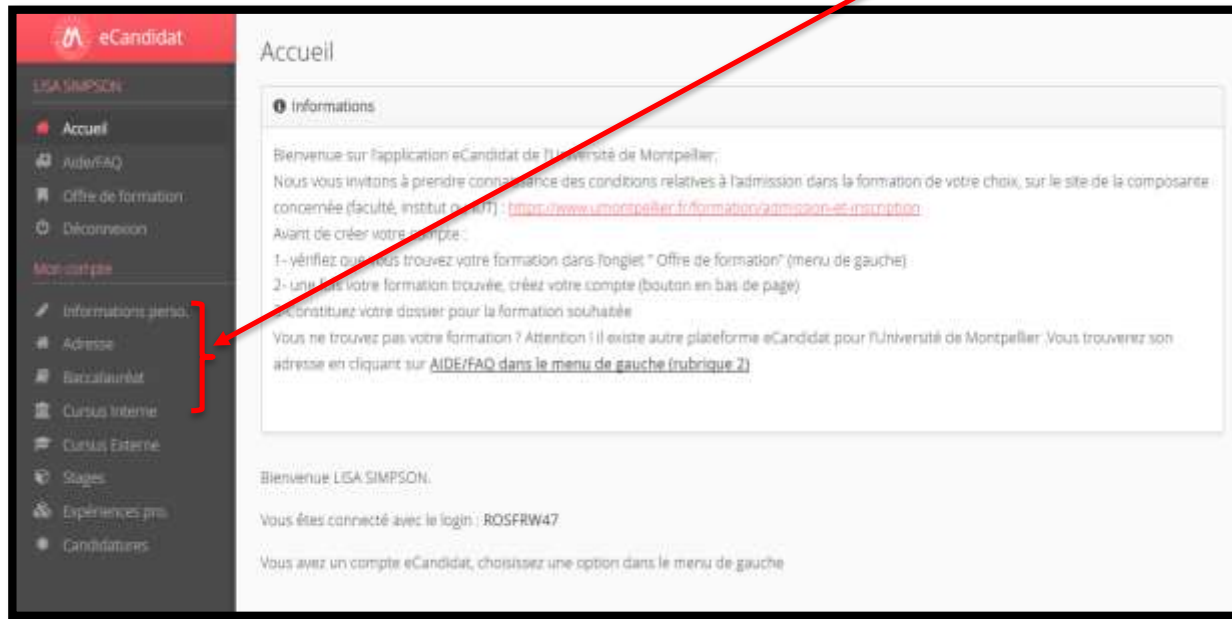 eCandidat
LISA SIMPSON
Accueil
Aide/FAQ
Offre de formation
Déconnexion
Mon compte
Informations perso.
Adresse
Baccalauréat
Cursus Interne
Cursus Externe
Stages
Expériences pro.
Candidatures
Accueil
Informations
Bienvenue sur l'application eCandidat de l'Université de Montpellier.
Nous vous invitons à prendre connaissance des conditions relatives à l'admission dans la formation de votre choix, sur le site de la composante
concernée (faculté, institut ou IUT) : https://www.umontpellier.fr/formation/admission-et-inscription
Avant de créer votre compte :
1- vérifiez que vous trouvez votre formation dans l'onglet " Offre de formation" (menu de gauche)
2- une fois votre formation trouvée, créez votre compte (bouton en bas de page)
3-Constituez votre dossier pour la formation souhaitée
Vous ne trouvez pas votre formation ? Attention ! il existe autre plateforme eCandidat pour l'Université de Montpellier .Vous trouverez son
adresse en cliquant sur AIDE/FAQ dans le menu de gauche (rubrique 2)
Bienvenue LISA SIMPSON.
Vous êtes connecté avec le login : ROSFRW47
Vous avez un compte eCandidat, choisissez une option dans le menu de gauche